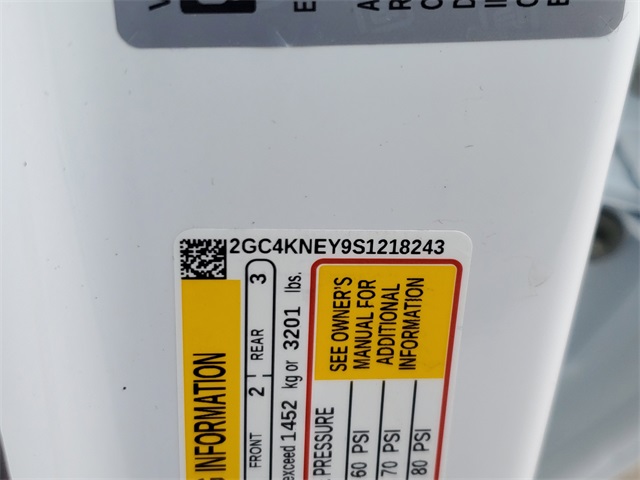 2GC4KNEY9S1218243
INFORMATION
FRONT 2 REAR 3
exceed 1452 kg or 3201 lbs.
PRESSURE
60 PSI
70 PSI
80 PSI
SEE OWNER'S
MANUAL FOR
ADDITIONAL
INFORMATION